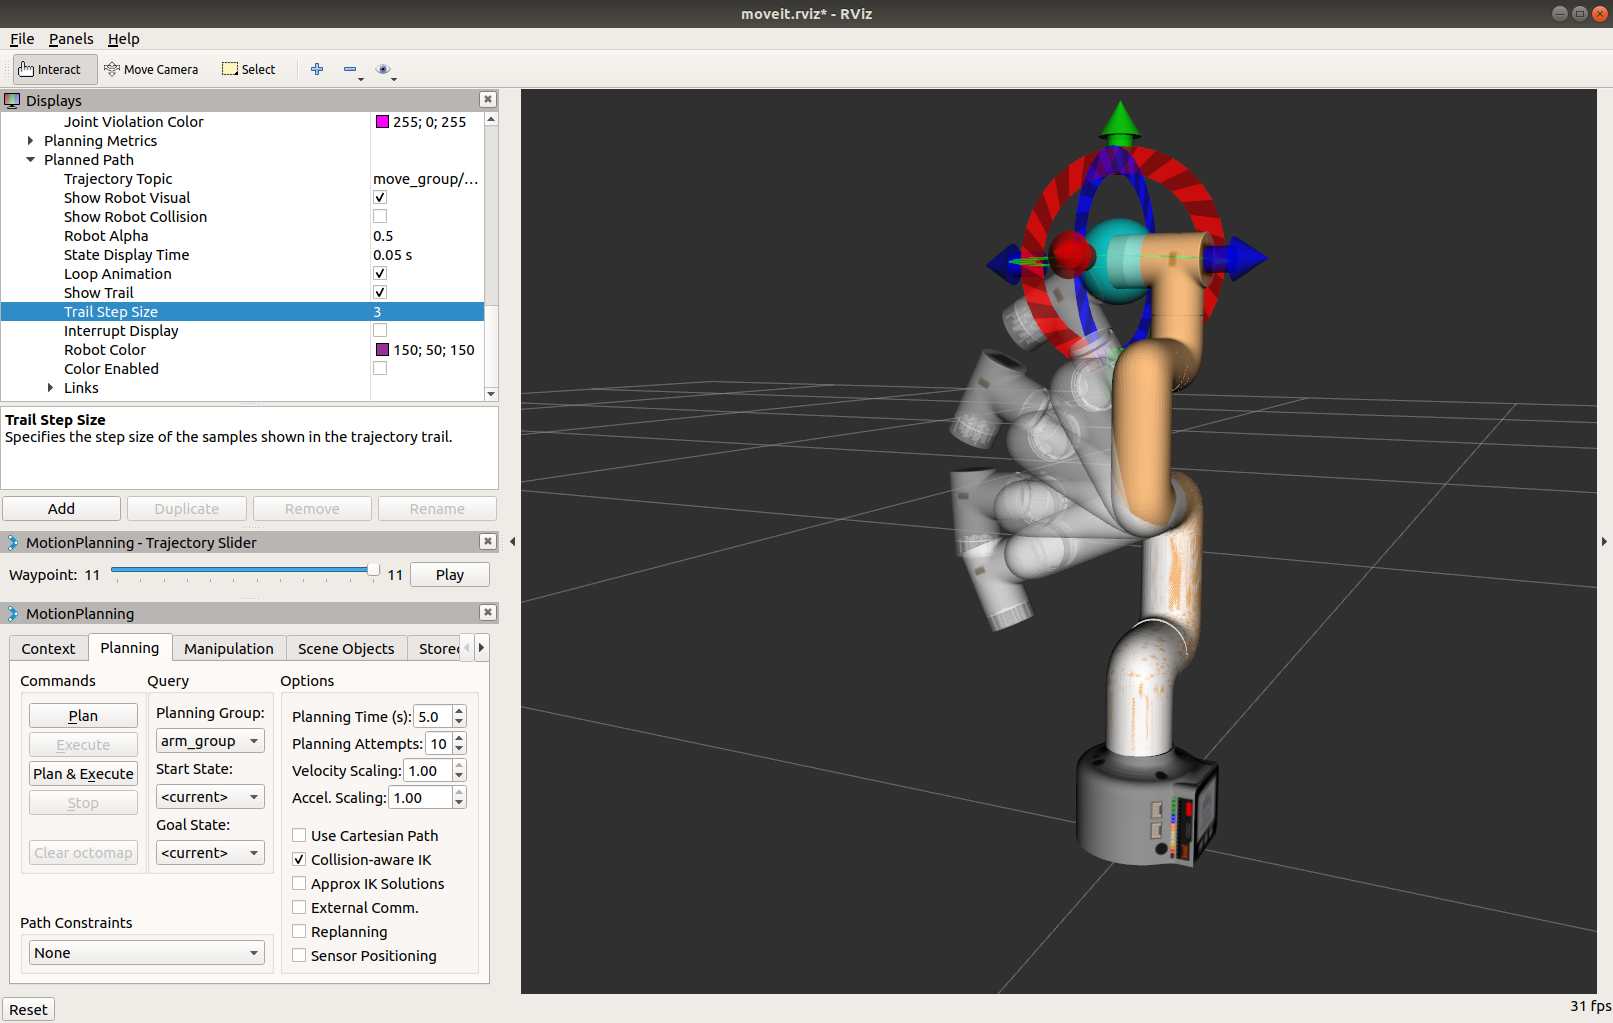 moveit.rviz* - RViz
File Panels Help
Interact Move Camera Select
Displays
Joint Violation Color 255; 0; 255
Planning Metrics
Planned Path
Trajectory Topic move_group/...
Show Robot Visual
Show Robot Collision
Robot Alpha 0.5
State Display Time 0.05 s
Loop Animation
Show Trail
Trail Step Size 3
Interrupt Display
Robot Color 150; 50; 150
Color Enabled
Links
Trail Step Size
Specifies the step size of the samples shown in the trajectory trail.
Add Duplicate Remove Rename
MotionPlanning - Trajectory Slider
Waypoint: 11 11 Play
MotionPlanning
Context Planning Manipulation Scene Objects Stored
Commands Query Options
Plan
Execute
Plan & Execute
Stop
Clear octomap
Planning Group:
arm_group
Start State:
<current>
Goal State:
<current>
Planning Time (s): 5.0
Planning Attempts: 10
Velocity Scaling: 1.00
Accel. Scaling: 1.00
Use Cartesian Path
Collision-aware IK
Approx IK Solutions
External Comm.
Replanning
Sensor Positioning
Path Constraints
None
Reset
31 fps